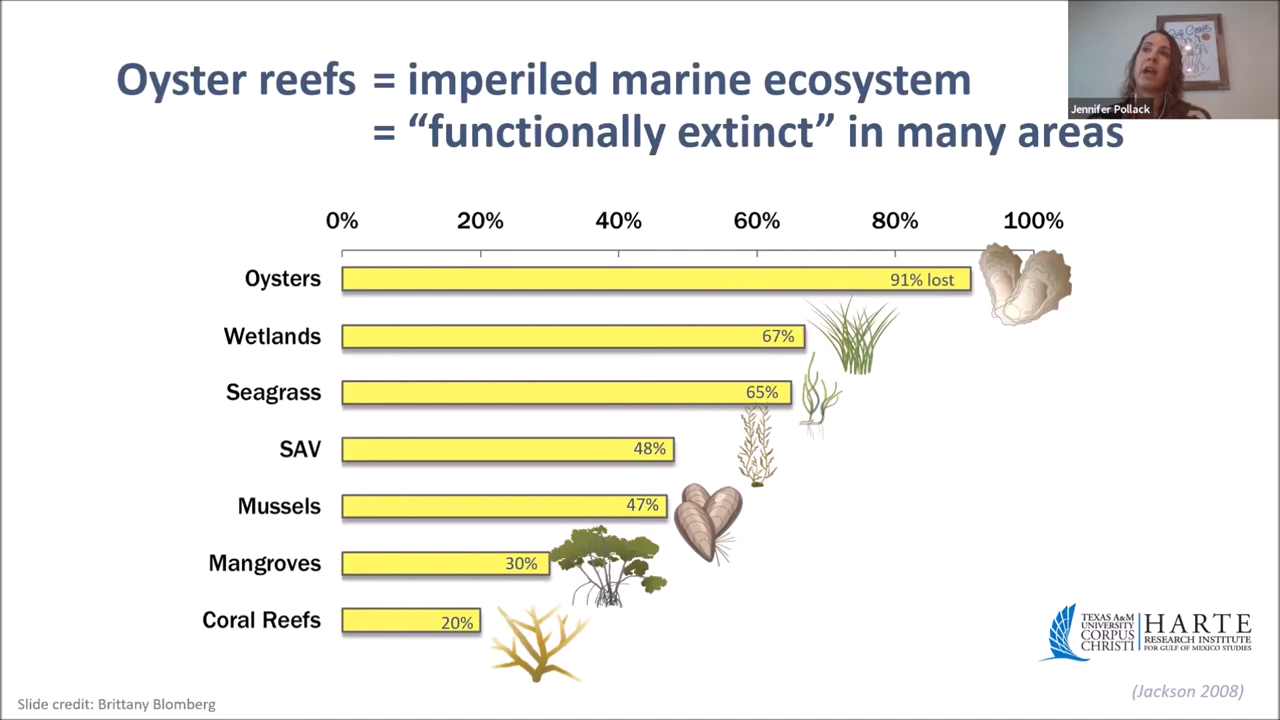 Oyster reefs = imperiled marine ecosystem
= “functionally extinct” in many areas
Jennifer Pollack
0% 20% 40% 60% 80% 100%
Oysters 91% lost
Wetlands 67%
Seagrass 65%
SAV 48%
Mussels 47%
Mangroves 30%
Coral Reefs 20%
TEXAS A&M
UNIVERSITY
CORPUS
CHRISTI
HARTE
RESEARCH INSTITUTE
FOR GULF OF MEXICO STUDIES
(Jackson 2008)
Slide credit: Brittany Blomberg